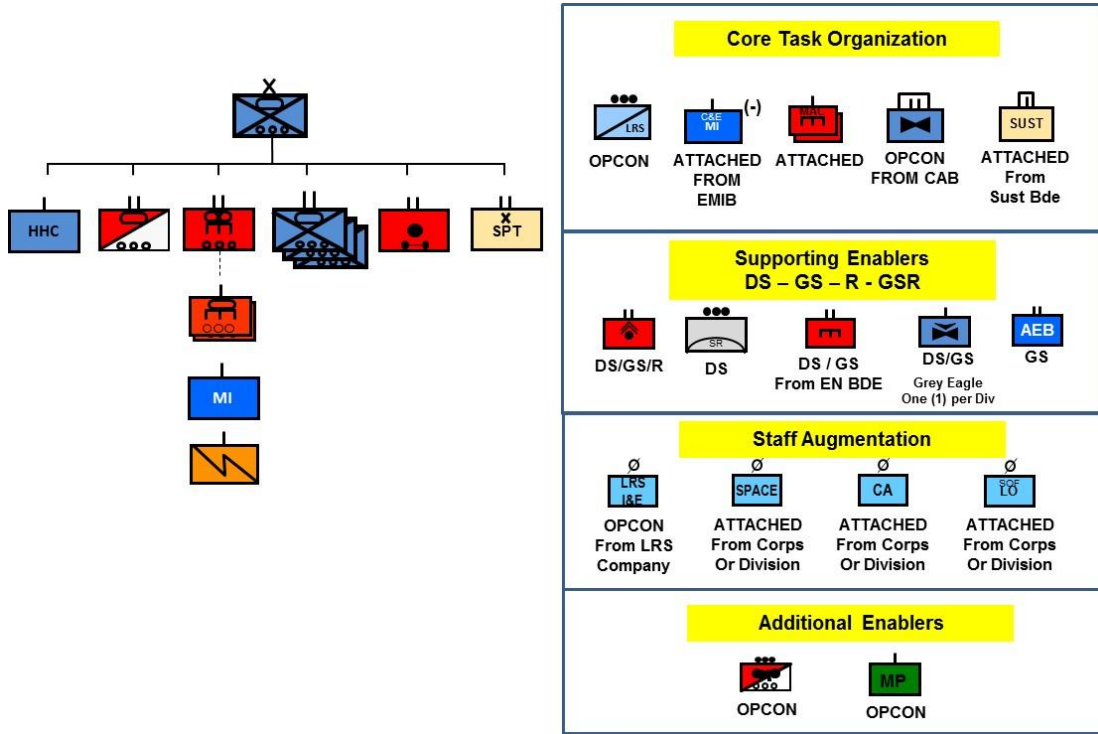 HHC
SPT
MI
Core Task Organization
LRS
OPCON
C&E
MI
(-)
ATTACHED
FROM
EMIB
MAC
ATTACHED
OPCON
FROM CAB
SUST
ATTACHED
From
Sust Bde
Supporting Enablers
DS – GS – R - GSR
DS/GS/R
SR
DS
DS / GS
From EN BDE
DS/GS
Grey Eagle
One (1) per Div
AEB
GS
Staff Augmentation
LRS
I&E
OPCON
From LRS
Company
SPACE
ATTACHED
From Corps
Or Division
CA
ATTACHED
From Corps
Or Division
SOF
LO
ATTACHED
From Corps
Or Division
Additional Enablers
OPCON
MP
OPCON